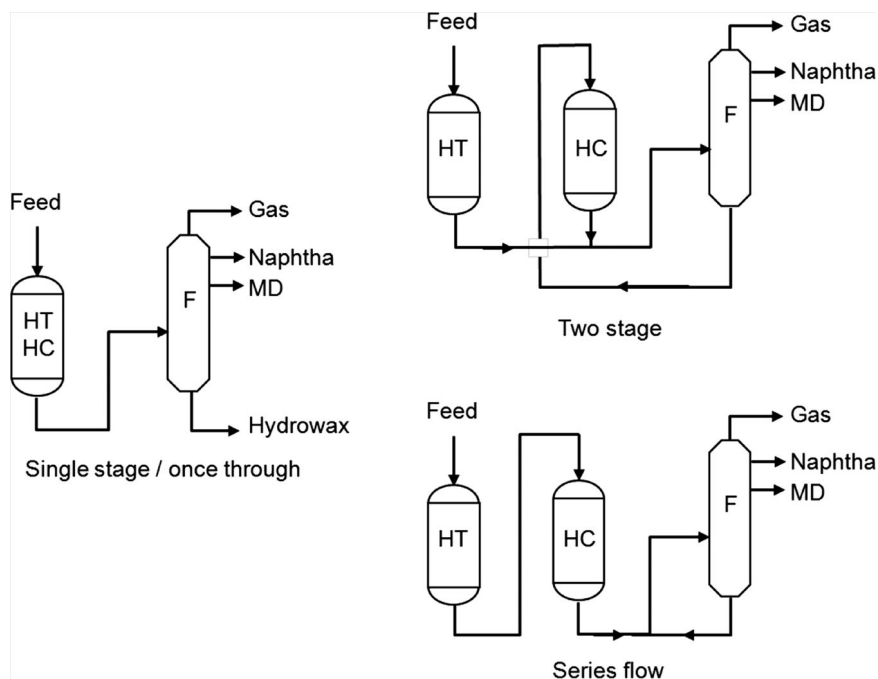 Feed
HT
HC
F
Gas
Naphtha
MD
Hydrowax
Single stage / once through
Feed
HT
HC
F
Gas
Naphtha
MD
Two stage
Feed
HT
HC
F
Gas
Naphtha
MD
Series flow